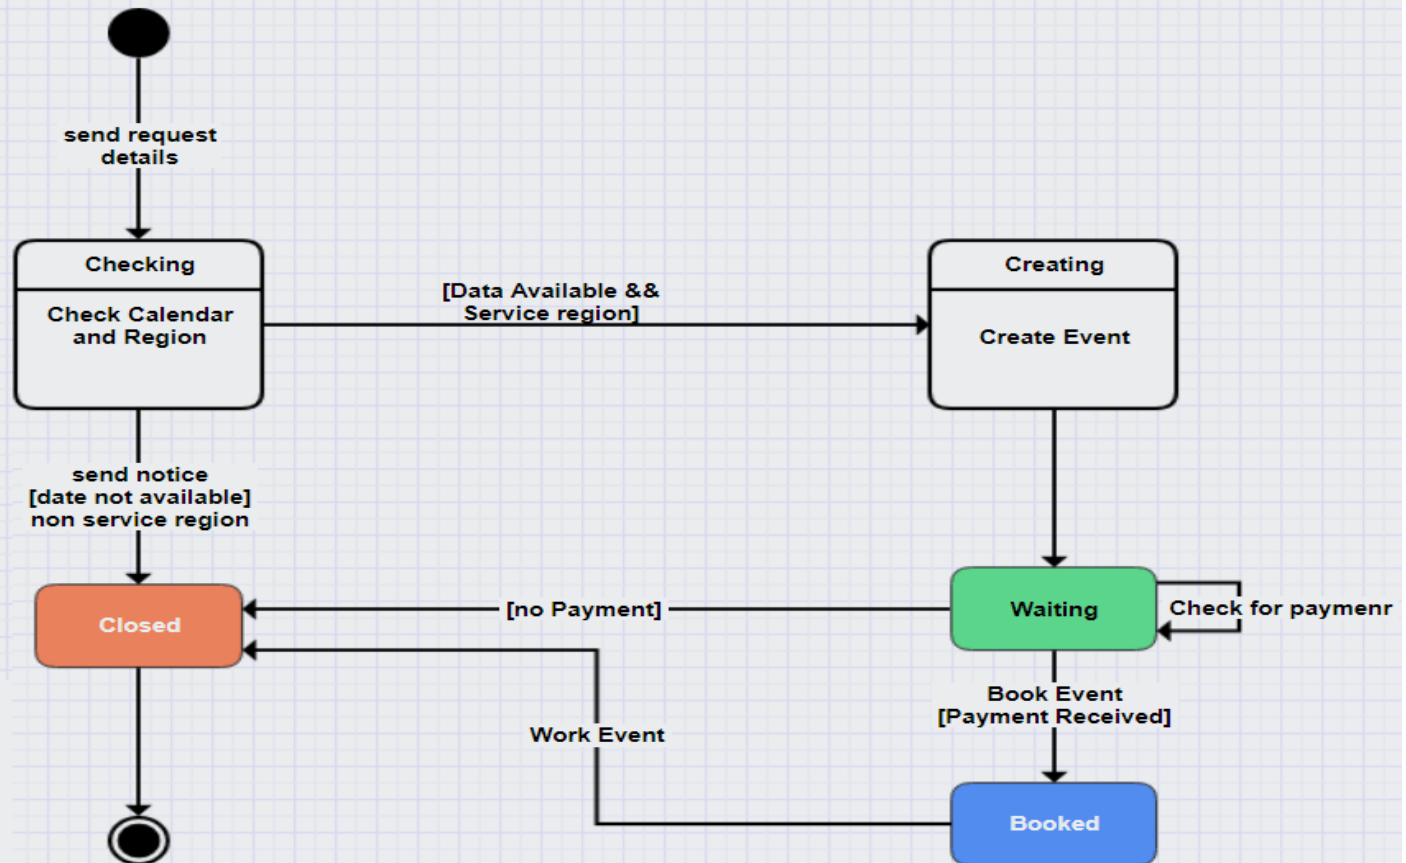 send request
details
Checking
Check Calendar
and Region
[Data Available &&
Service region]
Creating
Create Event
send notice
[date not available]
non service region
Closed
[no Payment]
Waiting
Check for paymenr
Book Event
[Payment Received]
Work Event
Booked